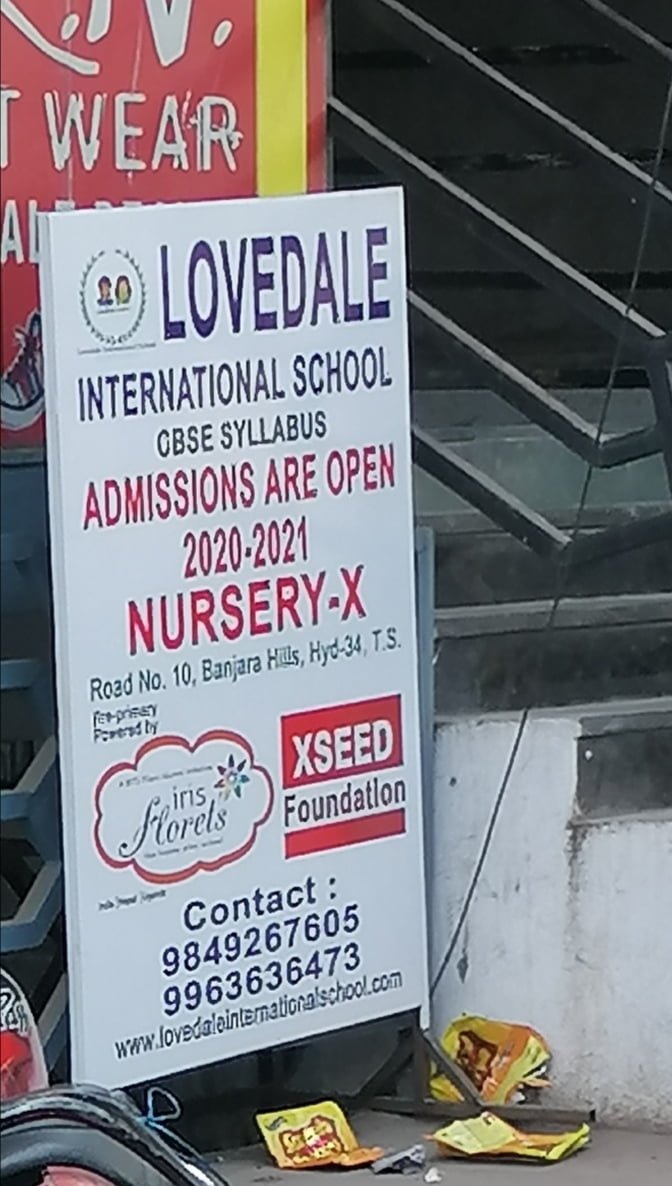 WEAR
LOVEDALE
INTERNATIONAL SCHOOL
CBSE SYLLABUS
ADMISSIONS ARE OPEN
2020-2021
NURSERY-X
Road No. 10, Banjara Hills, Hyd-34, T.S.
Pre-primary
Powered by
iris
florets
XSEED
Foundation
Contact :
9849267605
9963636473
www.lovedaleinternationalschool.com